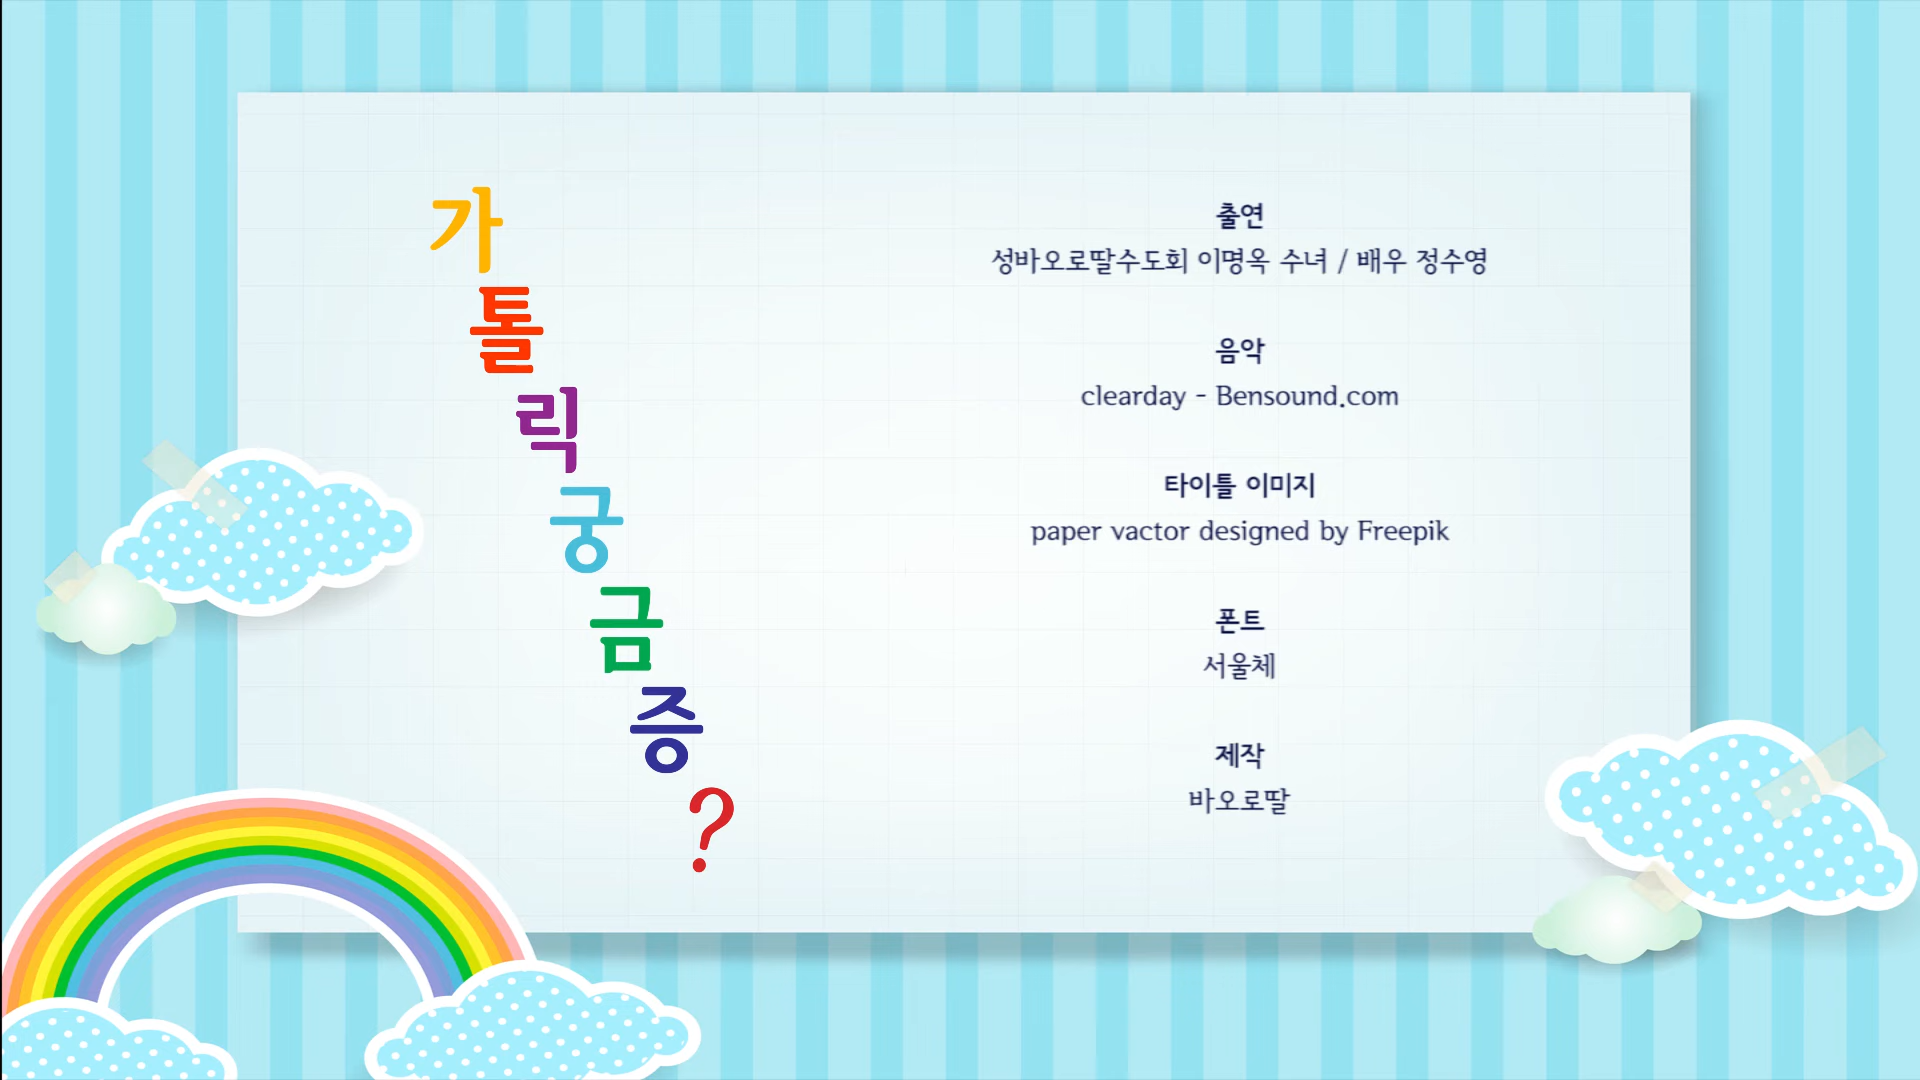 가
톨
릭
궁
금
증
?
출연
성바오로딸수도회 이명옥 수녀 / 배우 정수영
음악
clearday - Bensound.com
타이틀 이미지
paper vactor designed by Freepik
폰트
서울체
제작
바오로딸